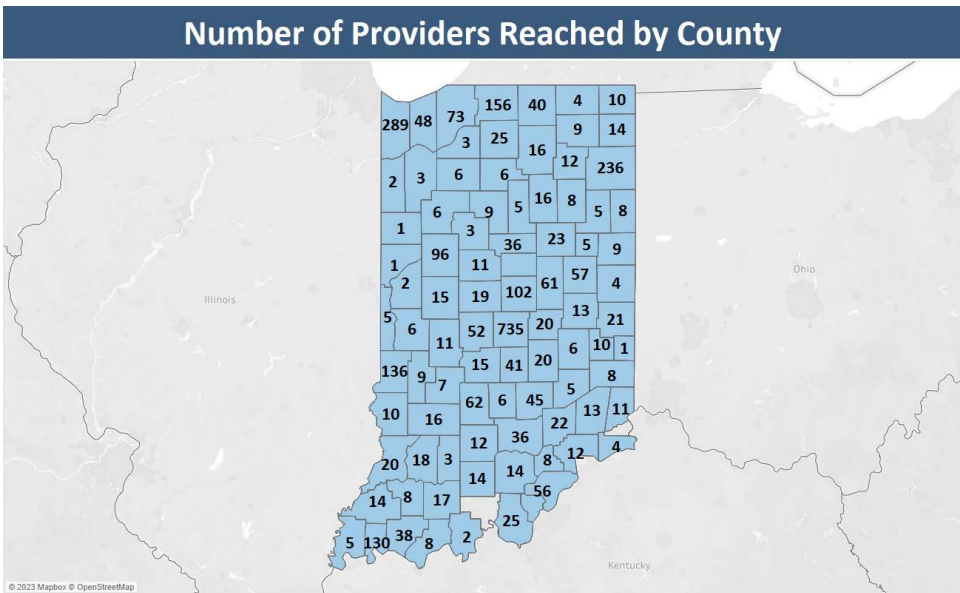 Number of Providers Reached by County
156 40 4 10
289 48 73
3 25 9 14
16
12 236
2 3 6 6
16 8
6 9 5 5 8
1 3
36 23 5 9
96
1 11 57
2 61 4
15 19 102
13
5 6 52 735 20 21
11 6 10 1
15 41 20
136 9 7 8
5
62 6 45 13 11
10 16 22
12 36
20 18 3 8 12 4
14 14
56
14 8 17
25
5 130 38 8 2
Illinois
Ohio
Kentucky
© 2023 Mapbox © OpenStreetMap